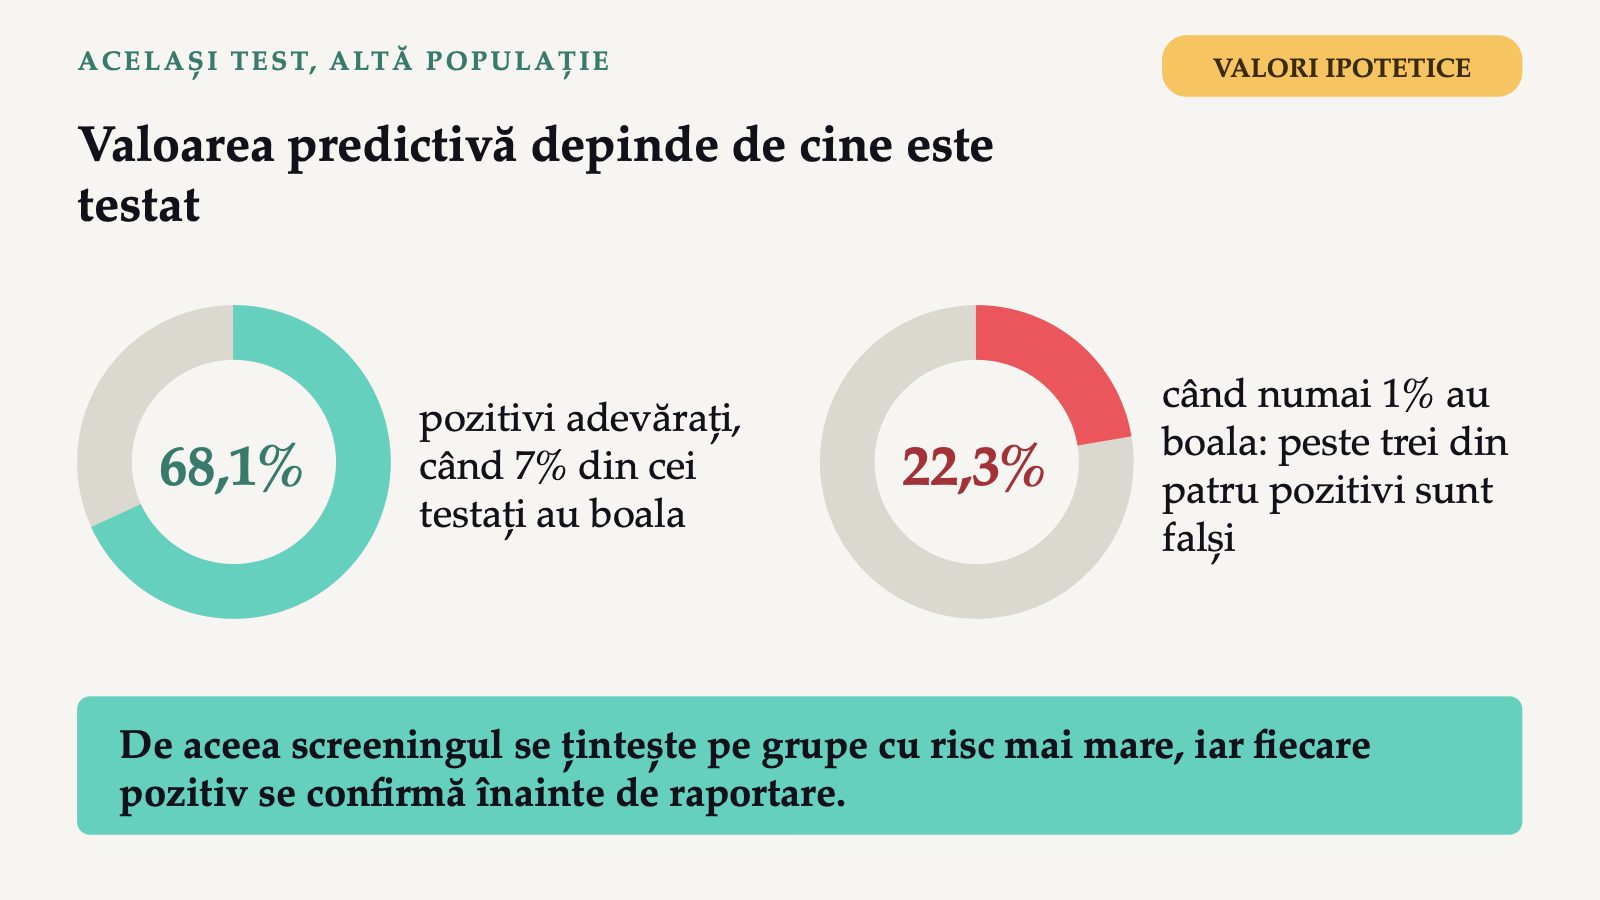 ACELAȘI TEST, ALTĂ POPULAȚIE
VALORI IPOTETICE
Valoarea predictivă depinde de cine este
testat
68,1%
pozitivi adevărați,
când 7% din cei
testați au boala
22,3%
când numai 1% au
boala: peste trei din
patru pozitivi sunt
falși
De aceea screeningul se țintește pe grupe cu risc mai mare, iar fiecare
pozitiv se confirmă înainte de raportare.